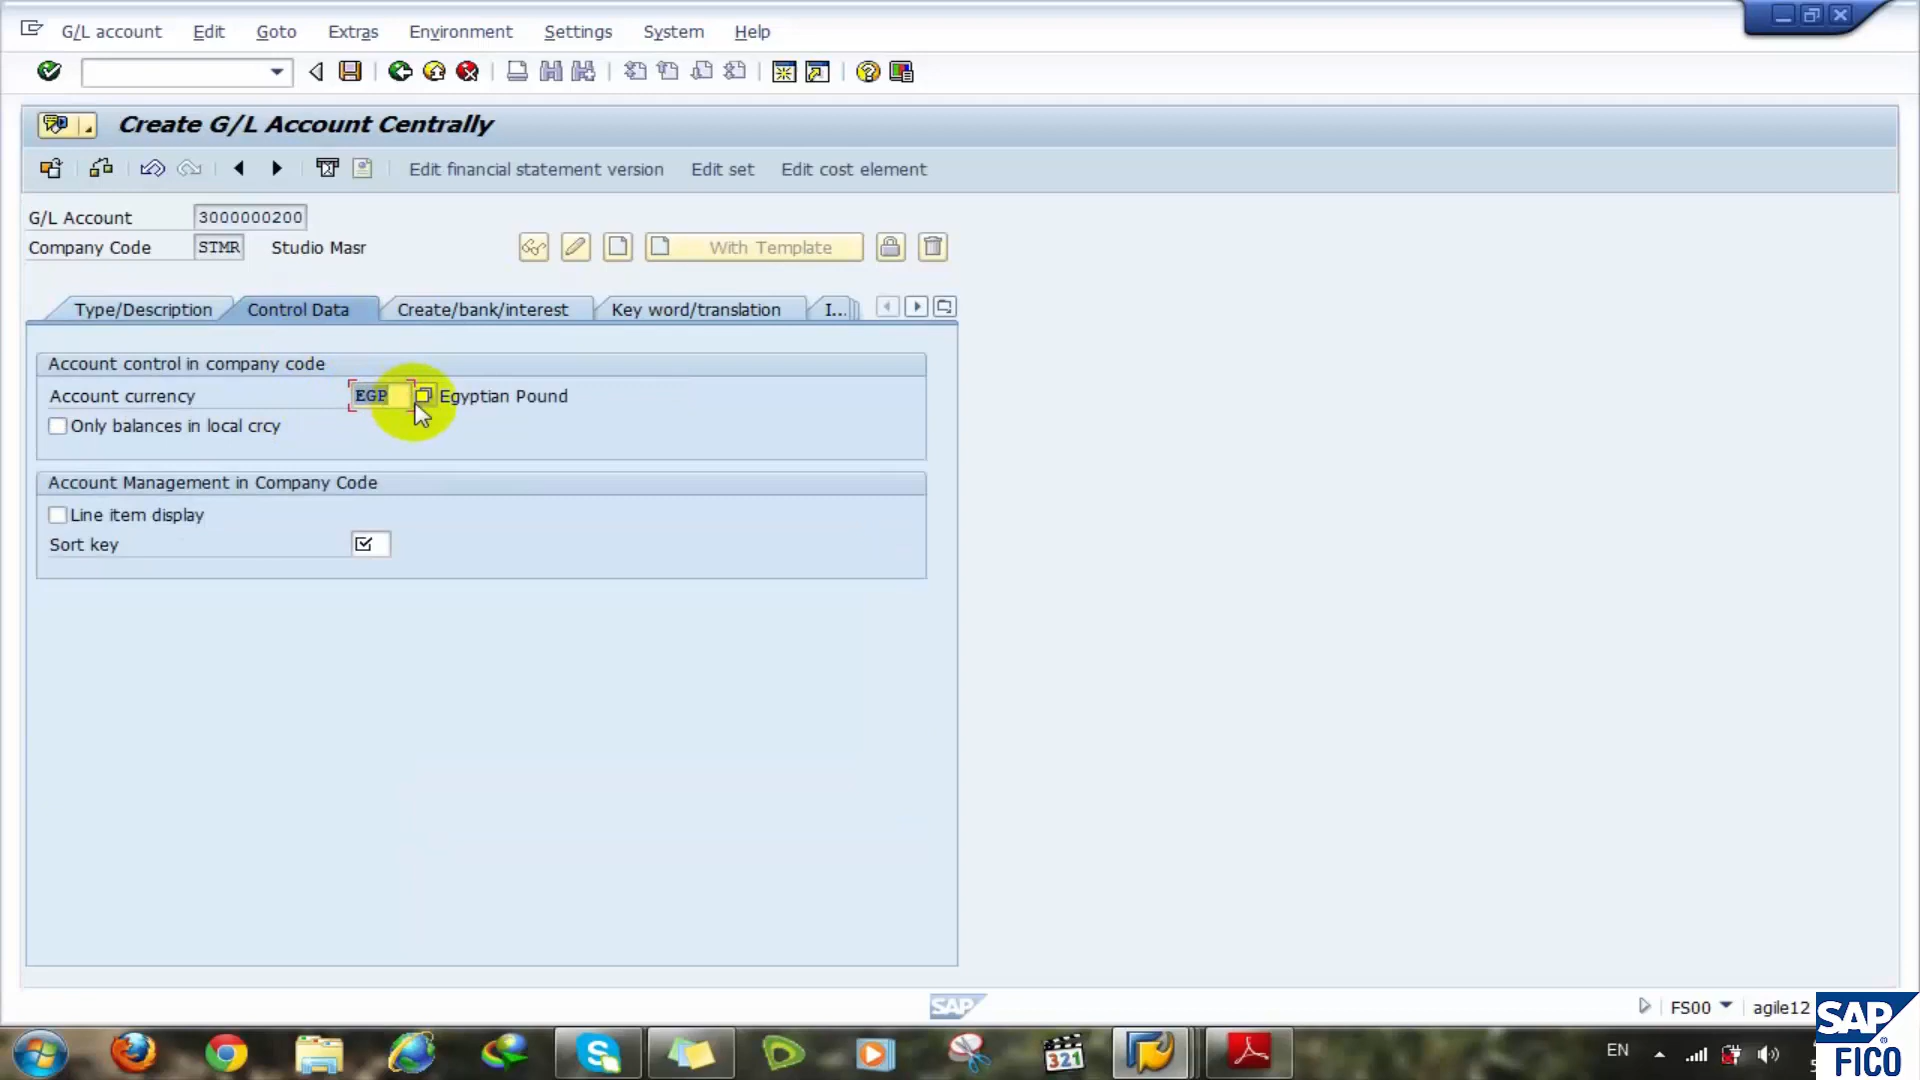 G/L account Edit Goto Extras Environment Settings System Help
Create G/L Account Centrally
Edit financial statement version Edit set Edit cost element
G/L Account 3000000200
Company Code STMR Studio Masr With Template
Type/Description Control Data Create/bank/interest Key word/translation I...
Account control in company code
Account currency EGP Egyptian Pound
Only balances in local crcy
Account Management in Company Code
Line item display
Sort key
SAP FS00 agile12
SAP
FICO
321 EN